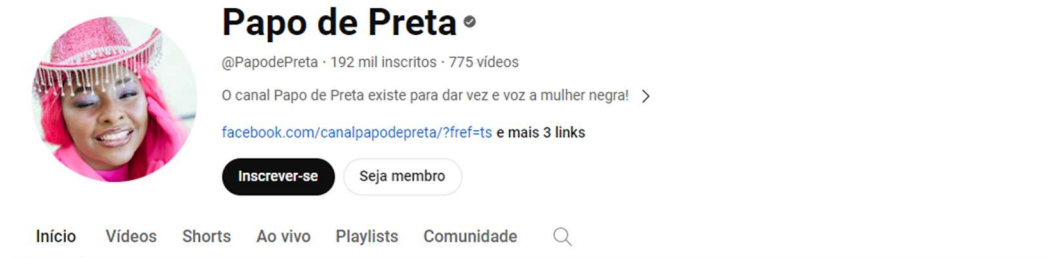 Papo de Preta
@PapodePreta · 192 mil inscritos · 775 vídeos
O canal Papo de Preta existe para dar vez e voz a mulher negra!
facebook.com/canalpapodepreta/?fref=ts e mais 3 links
Inscrever-se Seja membro
Início Vídeos Shorts Ao vivo Playlists Comunidade